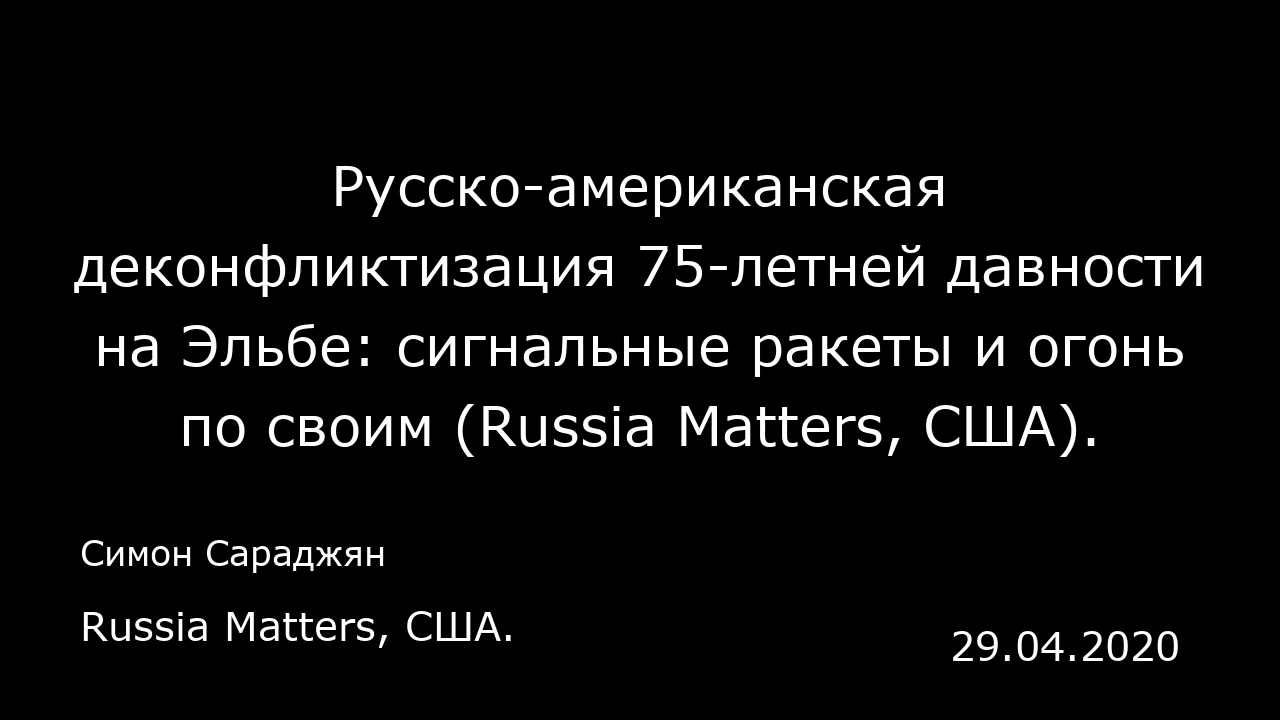 Русско-американская
деконфликтизация 75-летней давности
на Эльбе: сигнальные ракеты и огонь
по своим (Russia Matters, США).
Симон Сараджян
Russia Matters, США.
29.04.2020